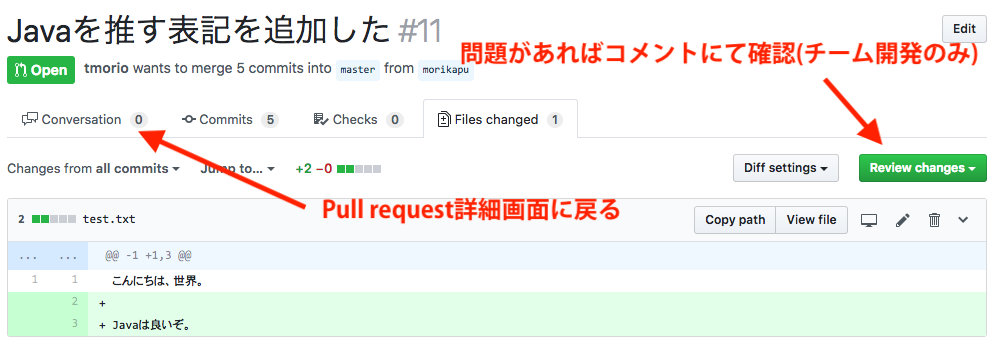 Javaを推す表記を追加した #11
Edit
問題があればコメントにて確認(チーム開発のみ)
Open tmorio wants to merge 5 commits into master from morikapu
Conversation 0 Commits 5 Checks 0 Files changed 1
Changes from all commits Jump to... +2 −0 Diff settings Review changes
Pull request詳細画面に戻る
2 test.txt Copy path View file
... ... @@ -1 +1,3 @@
1 1 こんにちは、世界。
2 +
3 + Javaは良いぞ。